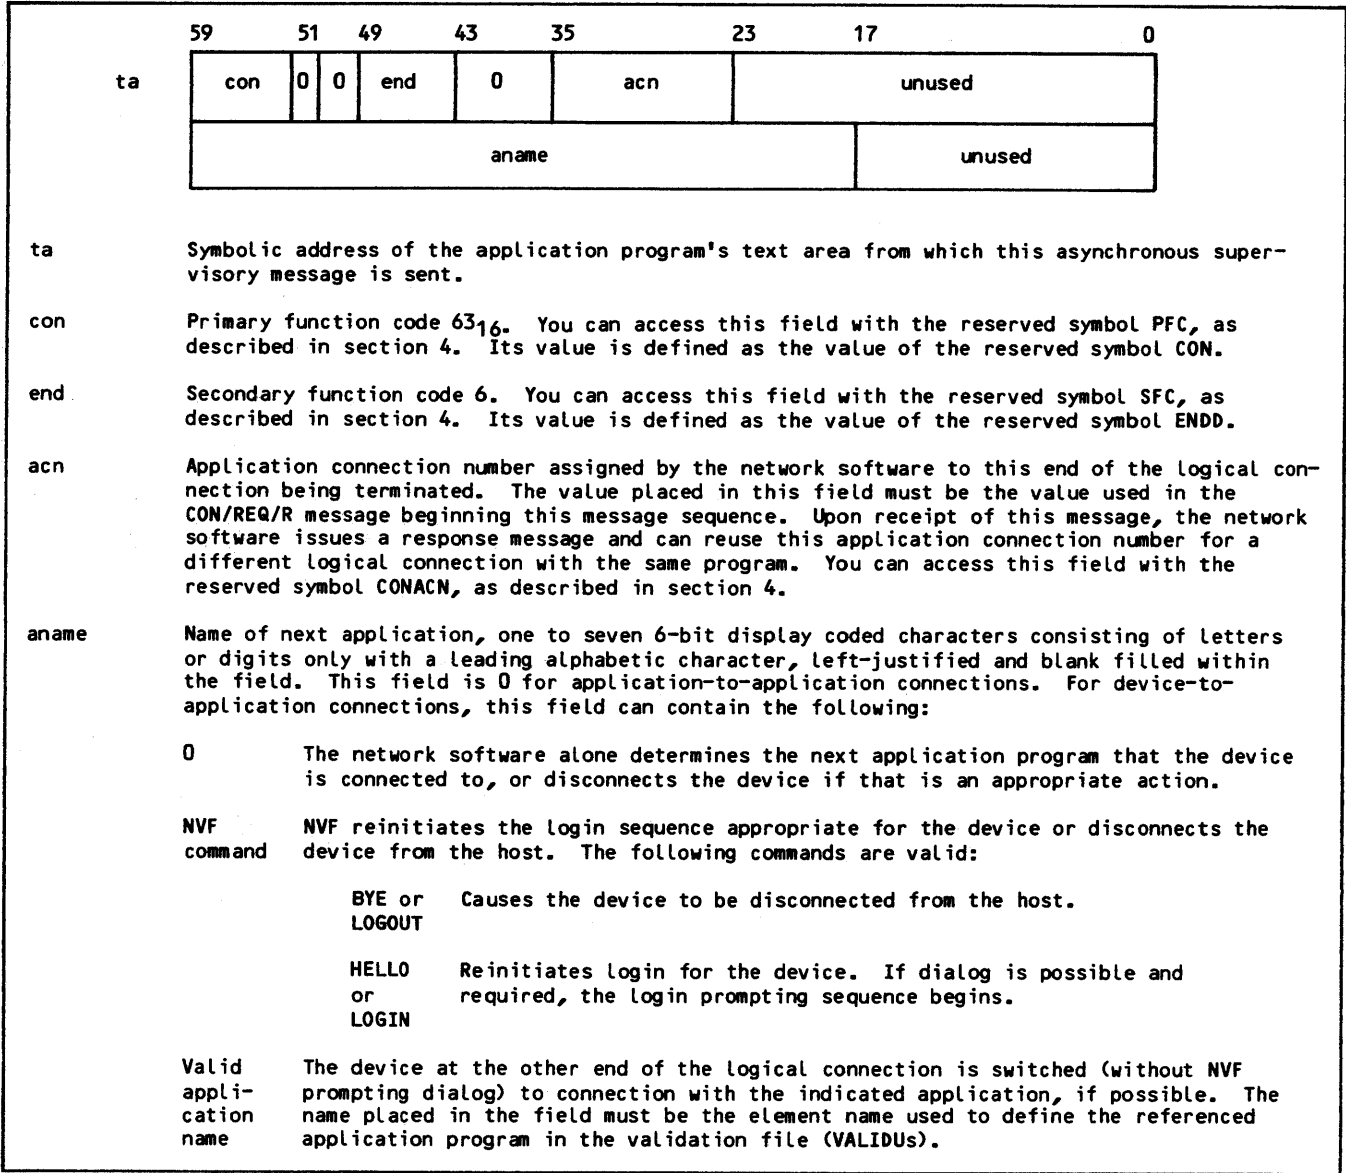 59 51 49 43 35 23 17 0
ta con 0 0 end 0 acn unused
aname unused
ta Symbolic address of the application program's text area from which this asynchronous super-
visory message is sent.
con Primary function code 63₁₆. You can access this field with the reserved symbol PFC, as
described in section 4. Its value is defined as the value of the reserved symbol CON.
end Secondary function code 6. You can access this field with the reserved symbol SFC, as
described in section 4. Its value is defined as the value of the reserved symbol ENDD.
acn Application connection number assigned by the network software to this end of the logical con-
nection being terminated. The value placed in this field must be the value used in the
CON/REQ/R message beginning this message sequence. Upon receipt of this message, the network
software issues a response message and can reuse this application connection number for a
different logical connection with the same program. You can access this field with the
reserved symbol CONACN, as described in section 4.
aname Name of next application, one to seven 6-bit display coded characters consisting of letters
or digits only with a leading alphabetic character, left-justified and blank filled within
the field. This field is 0 for application-to-application connections. For device-to-
application connections, this field can contain the following:
0 The network software alone determines the next application program that the device
is connected to, or disconnects the device if that is an appropriate action.
NVF NVF reinitiates the login sequence appropriate for the device or disconnects the
command device from the host. The following commands are valid:
BYE or Causes the device to be disconnected from the host.
LOGOUT
HELLO Reinitiates login for the device. If dialog is possible and
or required, the login prompting sequence begins.
LOGIN
Valid The device at the other end of the logical connection is switched (without NVF
appli- prompting dialog) to connection with the indicated application, if possible. The
cation name placed in the field must be the element name used to define the referenced
name application program in the validation file (VALIDUs).